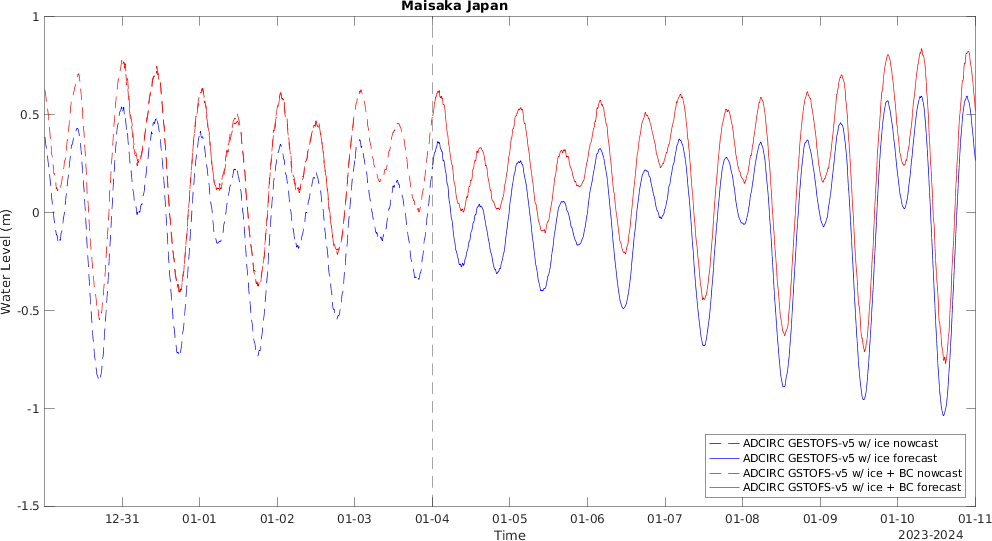 Maisaka Japan
1
0.5
0
-0.5
-1
-1.5
Water Level (m)
12-31 01-01 01-02 01-03 01-04 01-05 01-06 01-07 01-08 01-09 01-10 01-11
Time
2023-2024
ADCIRC GESTOFS-v5 w/ ice nowcast
ADCIRC GESTOFS-v5 w/ ice forecast
ADCIRC GSTOFS-v5 w/ ice + BC nowcast
ADCIRC GSTOFS-v5 w/ ice + BC forecast